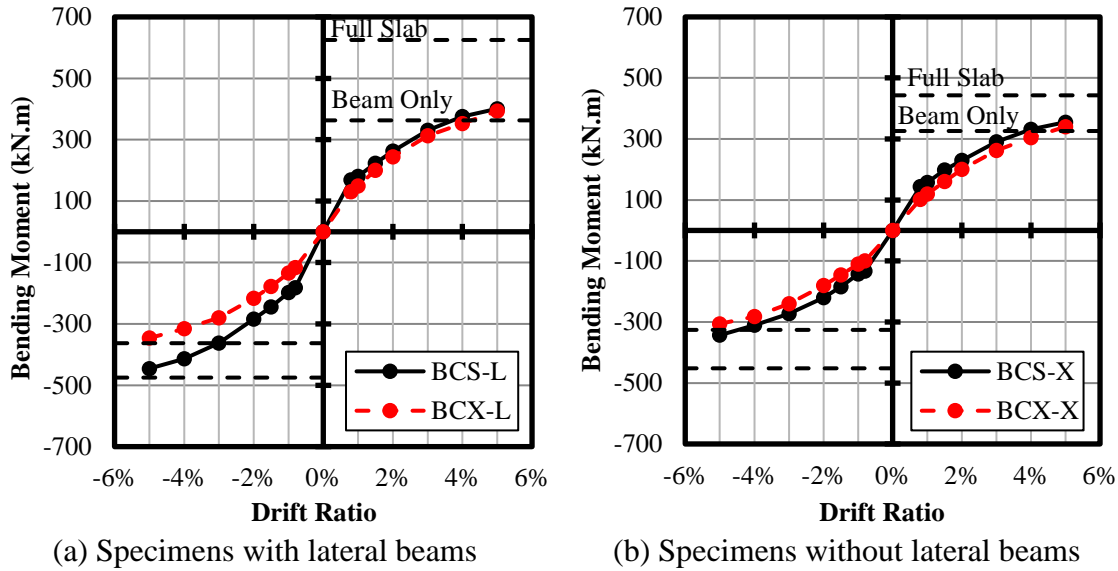 700
500
300
100
-100
-300
-500
-700
-6%
-4%
-2%
0%
2%
4%
6%
Bending Moment (kN.m)
Drift Ratio
Full Slab
Beam Only
BCS-L
BCX-L
(a) Specimens with lateral beams
700
500
300
100
-100
-300
-500
-700
-6%
-4%
-2%
0%
2%
4%
6%
Bending Moment (kN.m)
Drift Ratio
Full Slab
Beam Only
BCS-X
BCX-X
(b) Specimens without lateral beams